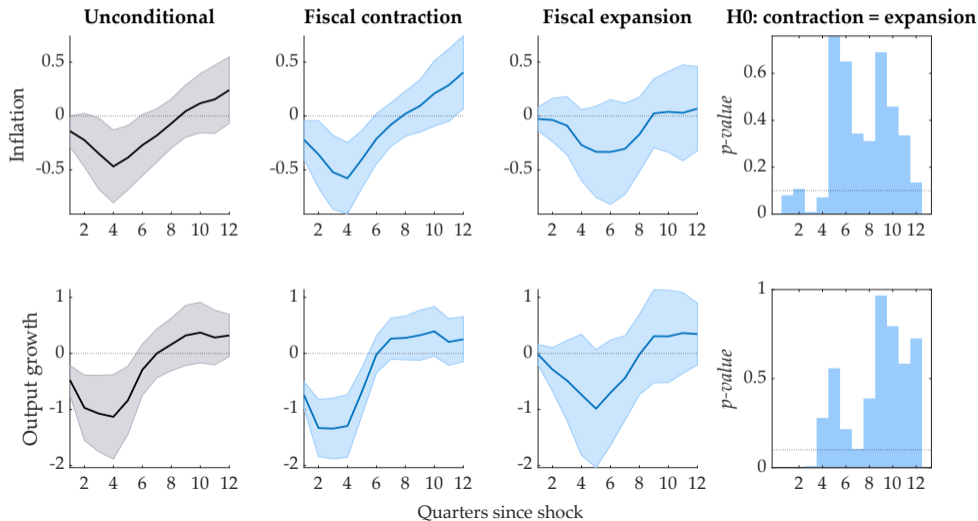 Unconditional
Fiscal contraction
Fiscal expansion
H0: contraction = expansion
Inflation
0.5
0
-0.5
2 4 6 8 10 12
0.5
0
-0.5
2 4 6 8 10 12
0.5
0
-0.5
2 4 6 8 10 12
p-value
0.6
0.4
0.2
0
2 4 6 8 10 12
Output growth
1
0
-1
-2
2 4 6 8 10 12
1
0
-1
-2
2 4 6 8 10 12
1
0
-1
-2
2 4 6 8 10 12
p-value
1
0.5
0
2 4 6 8 10 12
Quarters since shock